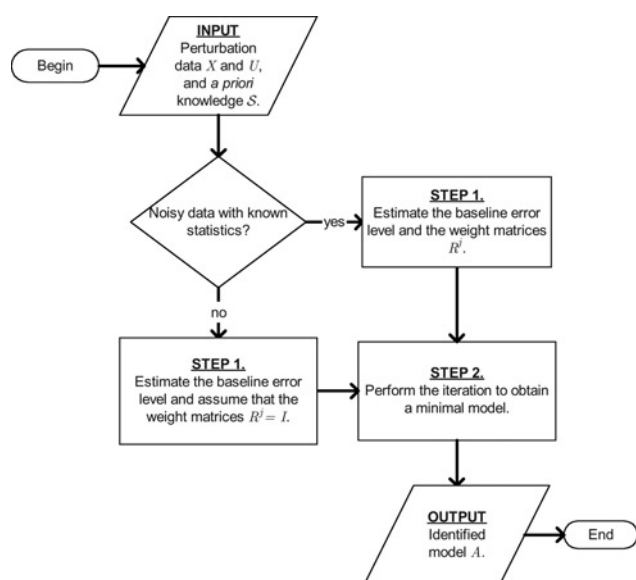 Begin
INPUT
Perturbation
data X and U,
and a priori
knowledge S.
Noisy data with known
statistics?
yes
STEP 1.
Estimate the baseline error
level and the weight matrices
R^j.
no
STEP 1.
Estimate the baseline error
level and assume that the
weight matrices R^j = I.
STEP 2.
Perform the iteration to obtain
a minimal model.
OUTPUT
Identified
model A.
End